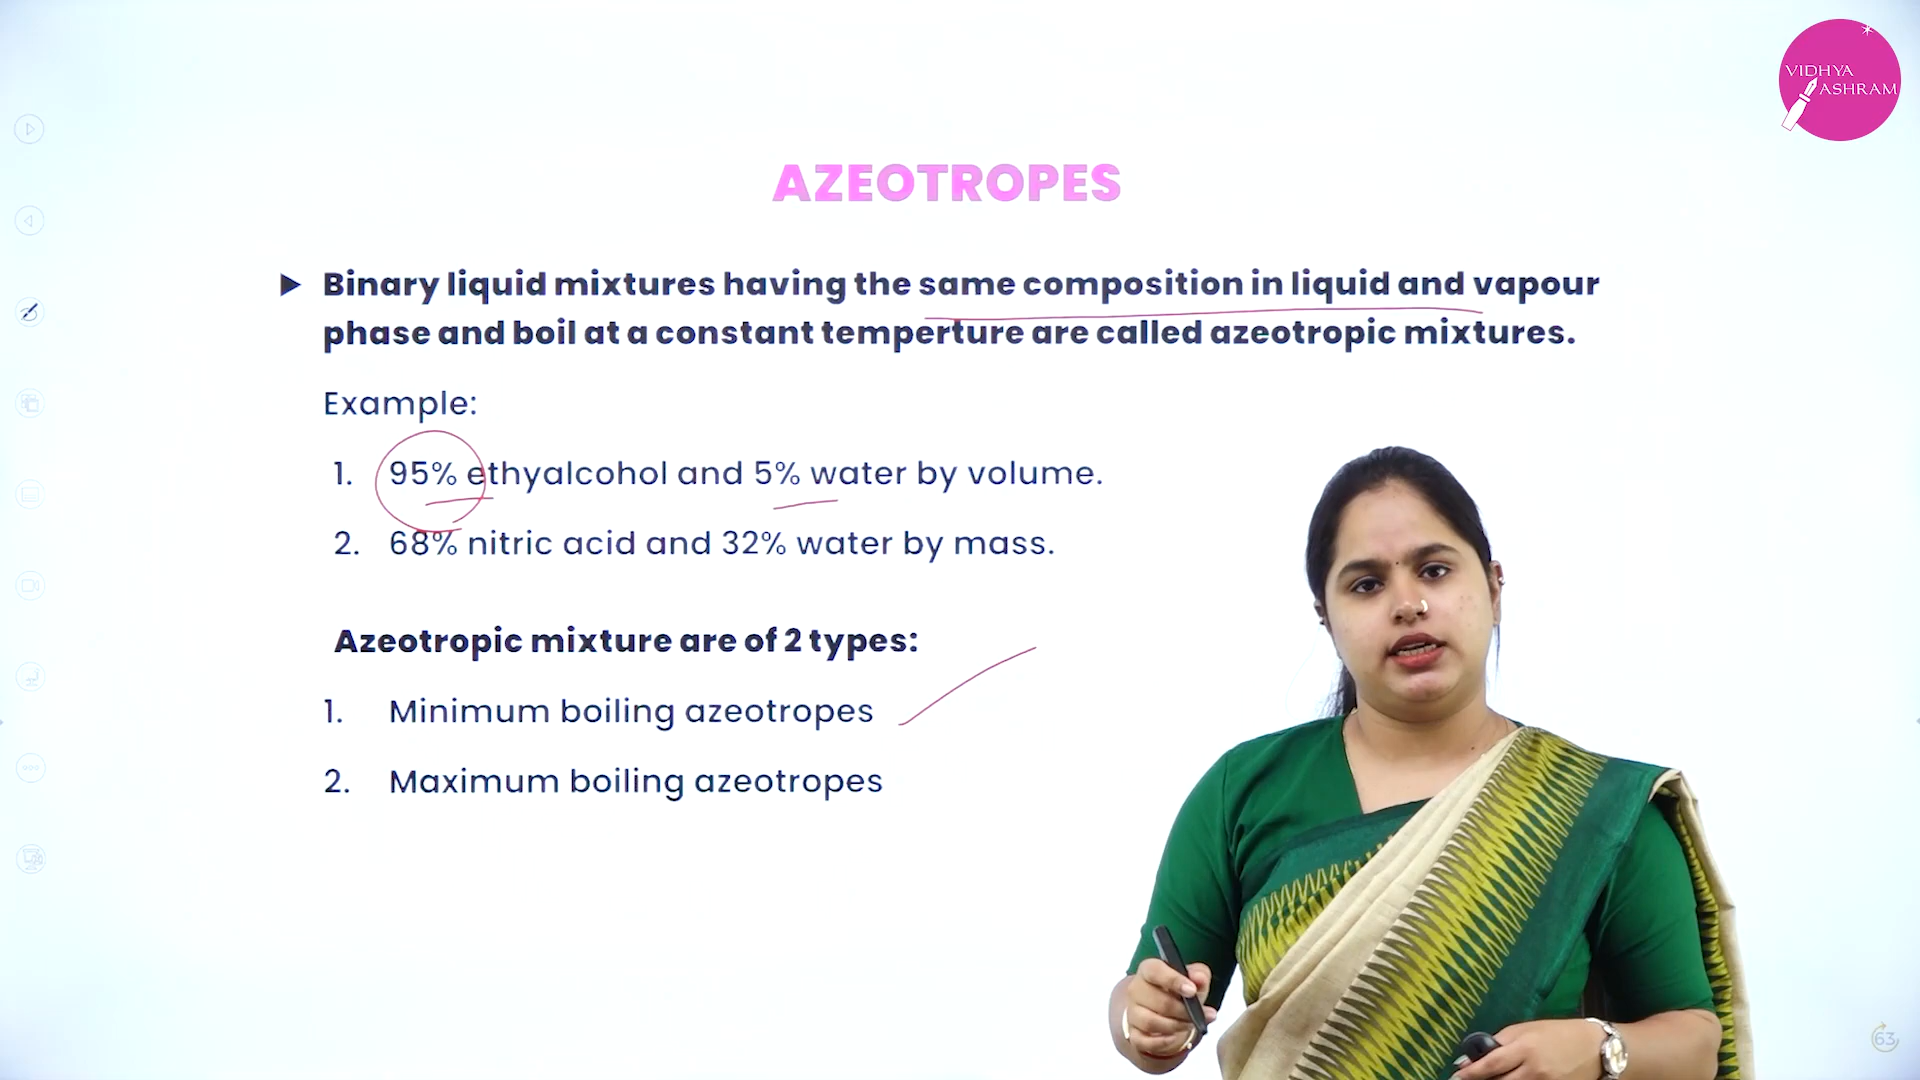 VIDHYA
ASHRAM
AZEOTROPES
Binary liquid mixtures having the same composition in liquid and vapour
phase and boil at a constant temperture are called azeotropic mixtures.
Example:
1. 95% ethyalcohol and 5% water by volume.
2. 68% nitric acid and 32% water by mass.
Azeotropic mixture are of 2 types:
1. Minimum boiling azeotropes
2. Maximum boiling azeotropes
63